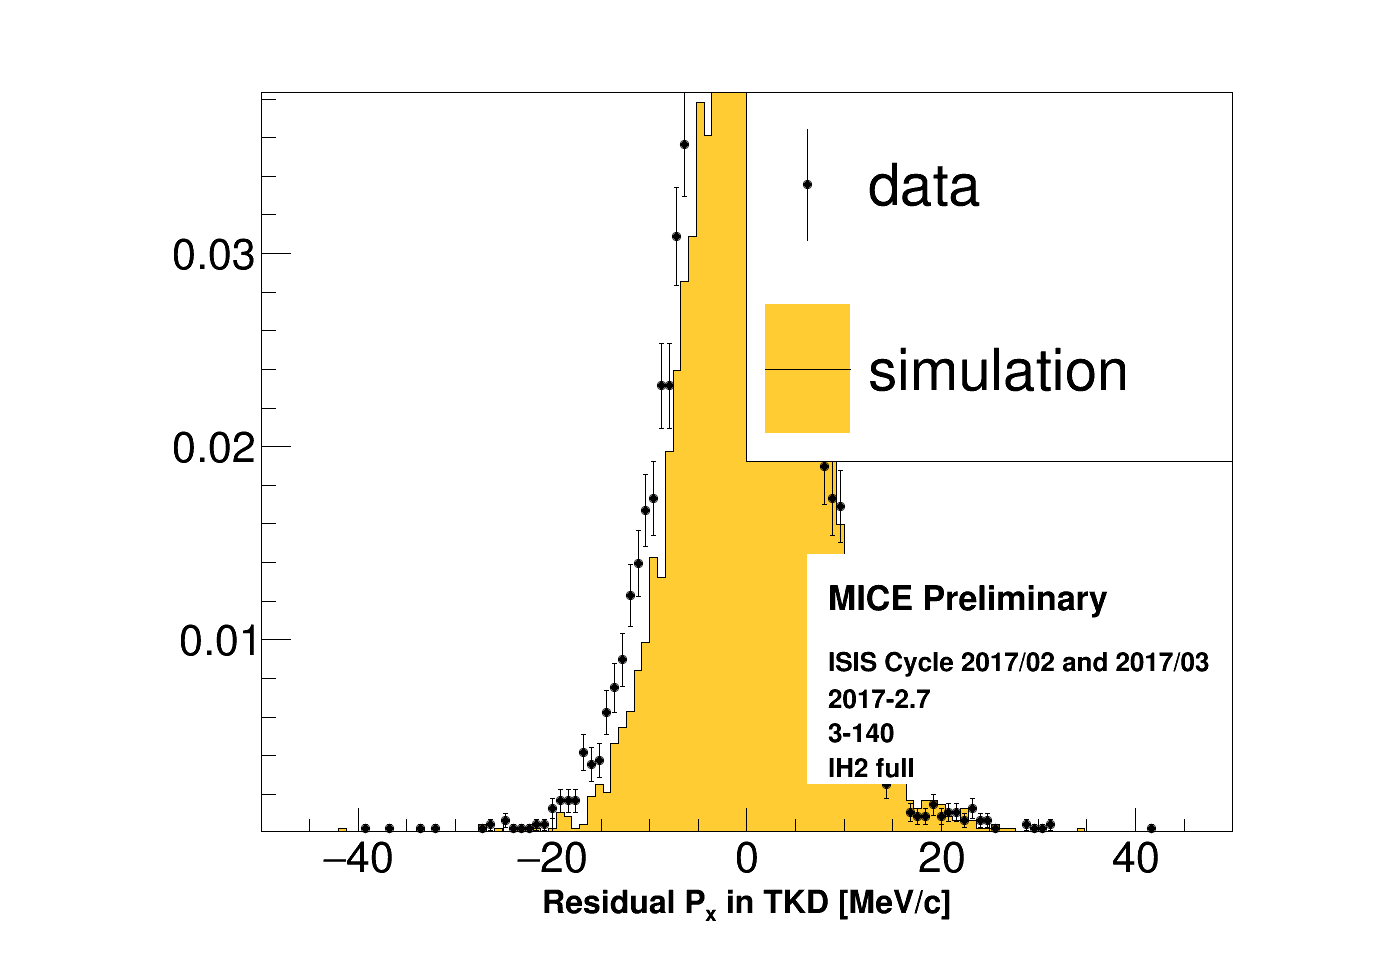 data
0.03
simulation
0.02
MICE Preliminary
0.01
ISIS Cycle 2017/02 and 2017/03
2017-2.7
3-140
IH2 full
−40 −20 0 20 40
Residual Px in TKD [MeV/c]